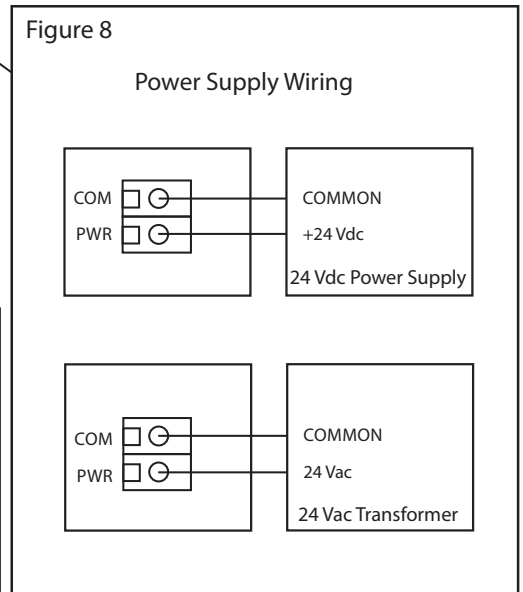 Figure 8
Power Supply Wiring
COM
COMMON
PWR
+24 Vdc
24 Vdc Power Supply
COM
COMMON
PWR
24 Vac
24 Vac Transformer